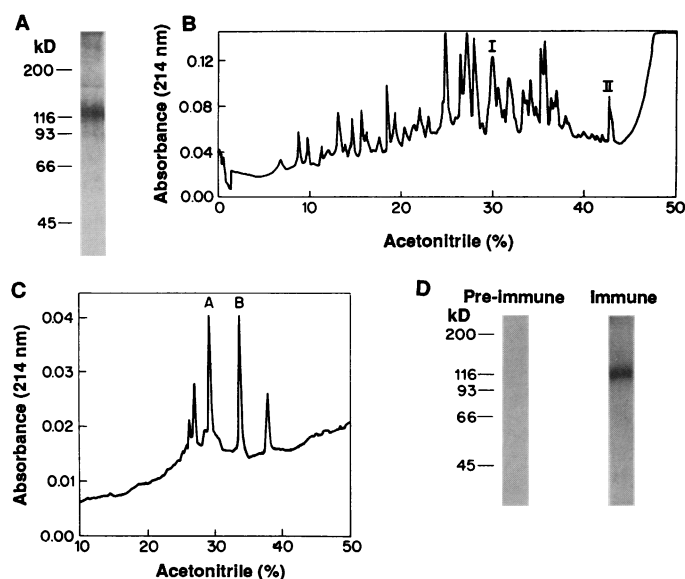 A
kD
200
116
93
66
45
B
Absorbance (214 nm)
0.12
0.08
0.04
0.00
I
II
0 10 20 30 40 50
Acetonitrile (%)
C
Absorbance (214 nm)
0.04
0.03
0.02
0.01
0.00
A B
10 20 30 40 50
Acetonitrile (%)
D
Pre-immune Immune
kD
200
116
93
66
45